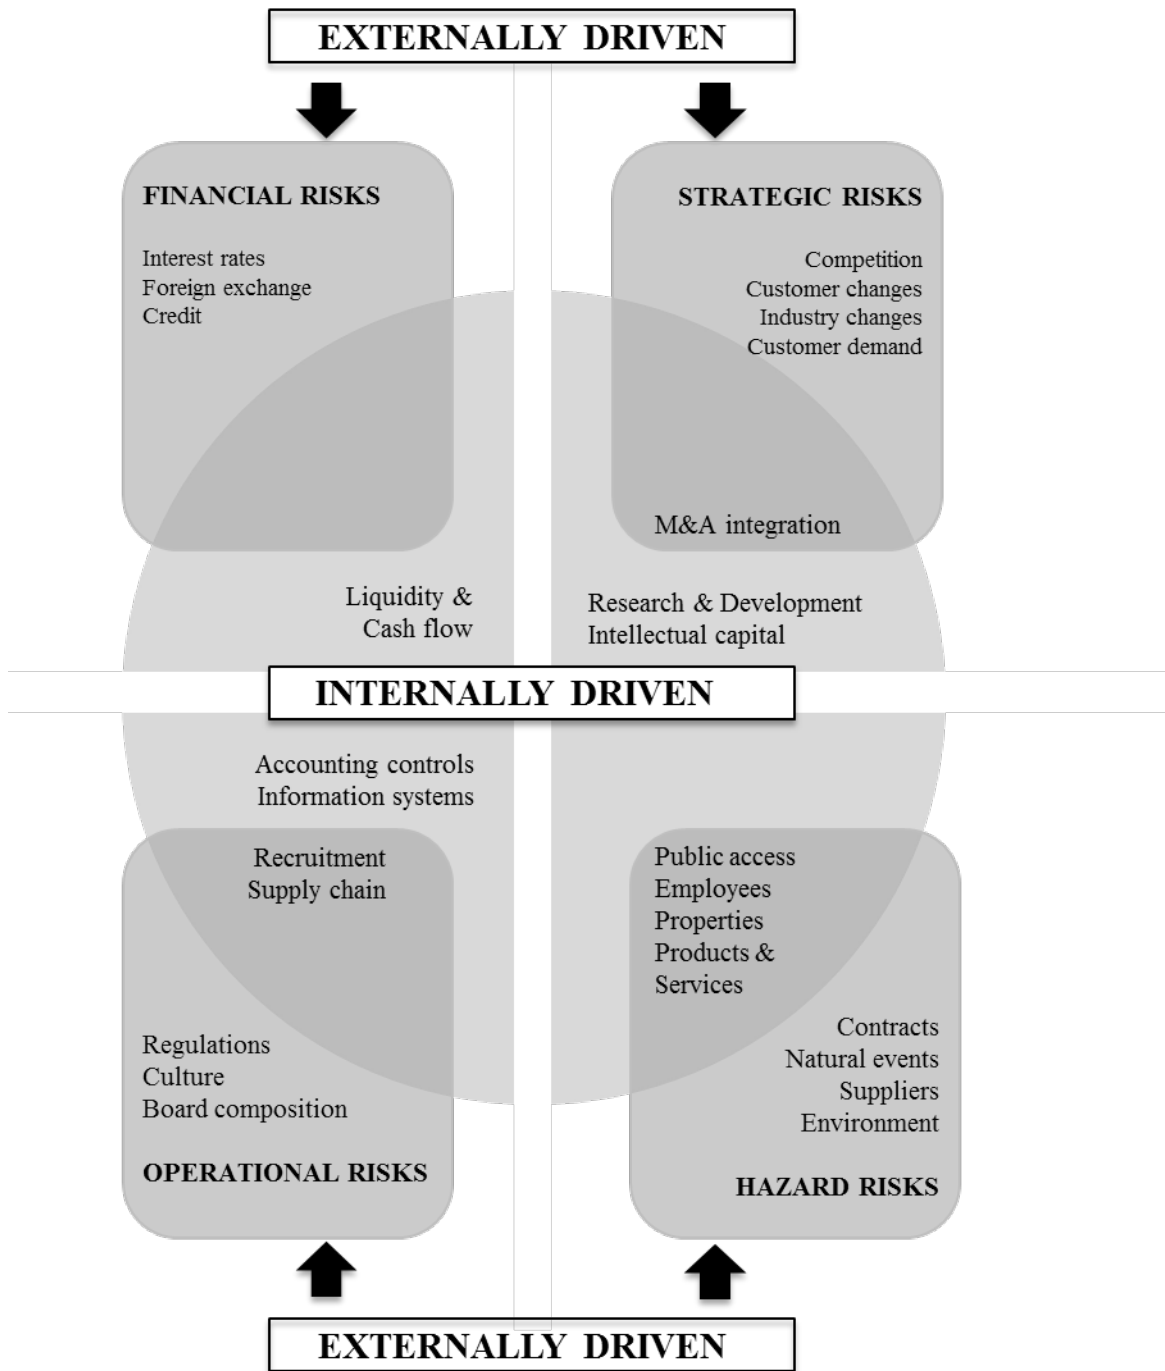 EXTERNALLY DRIVEN
FINANCIAL RISKS
Interest rates
Foreign exchange
Credit
STRATEGIC RISKS
Competition
Customer changes
Industry changes
Customer demand
M&A integration
Liquidity &
Cash flow
Research & Development
Intellectual capital
INTERNALLY DRIVEN
Accounting controls
Information systems
Recruitment
Supply chain
Regulations
Culture
Board composition
OPERATIONAL RISKS
Public access
Employees
Properties
Products &
Services
Contracts
Natural events
Suppliers
Environment
HAZARD RISKS
EXTERNALLY DRIVEN